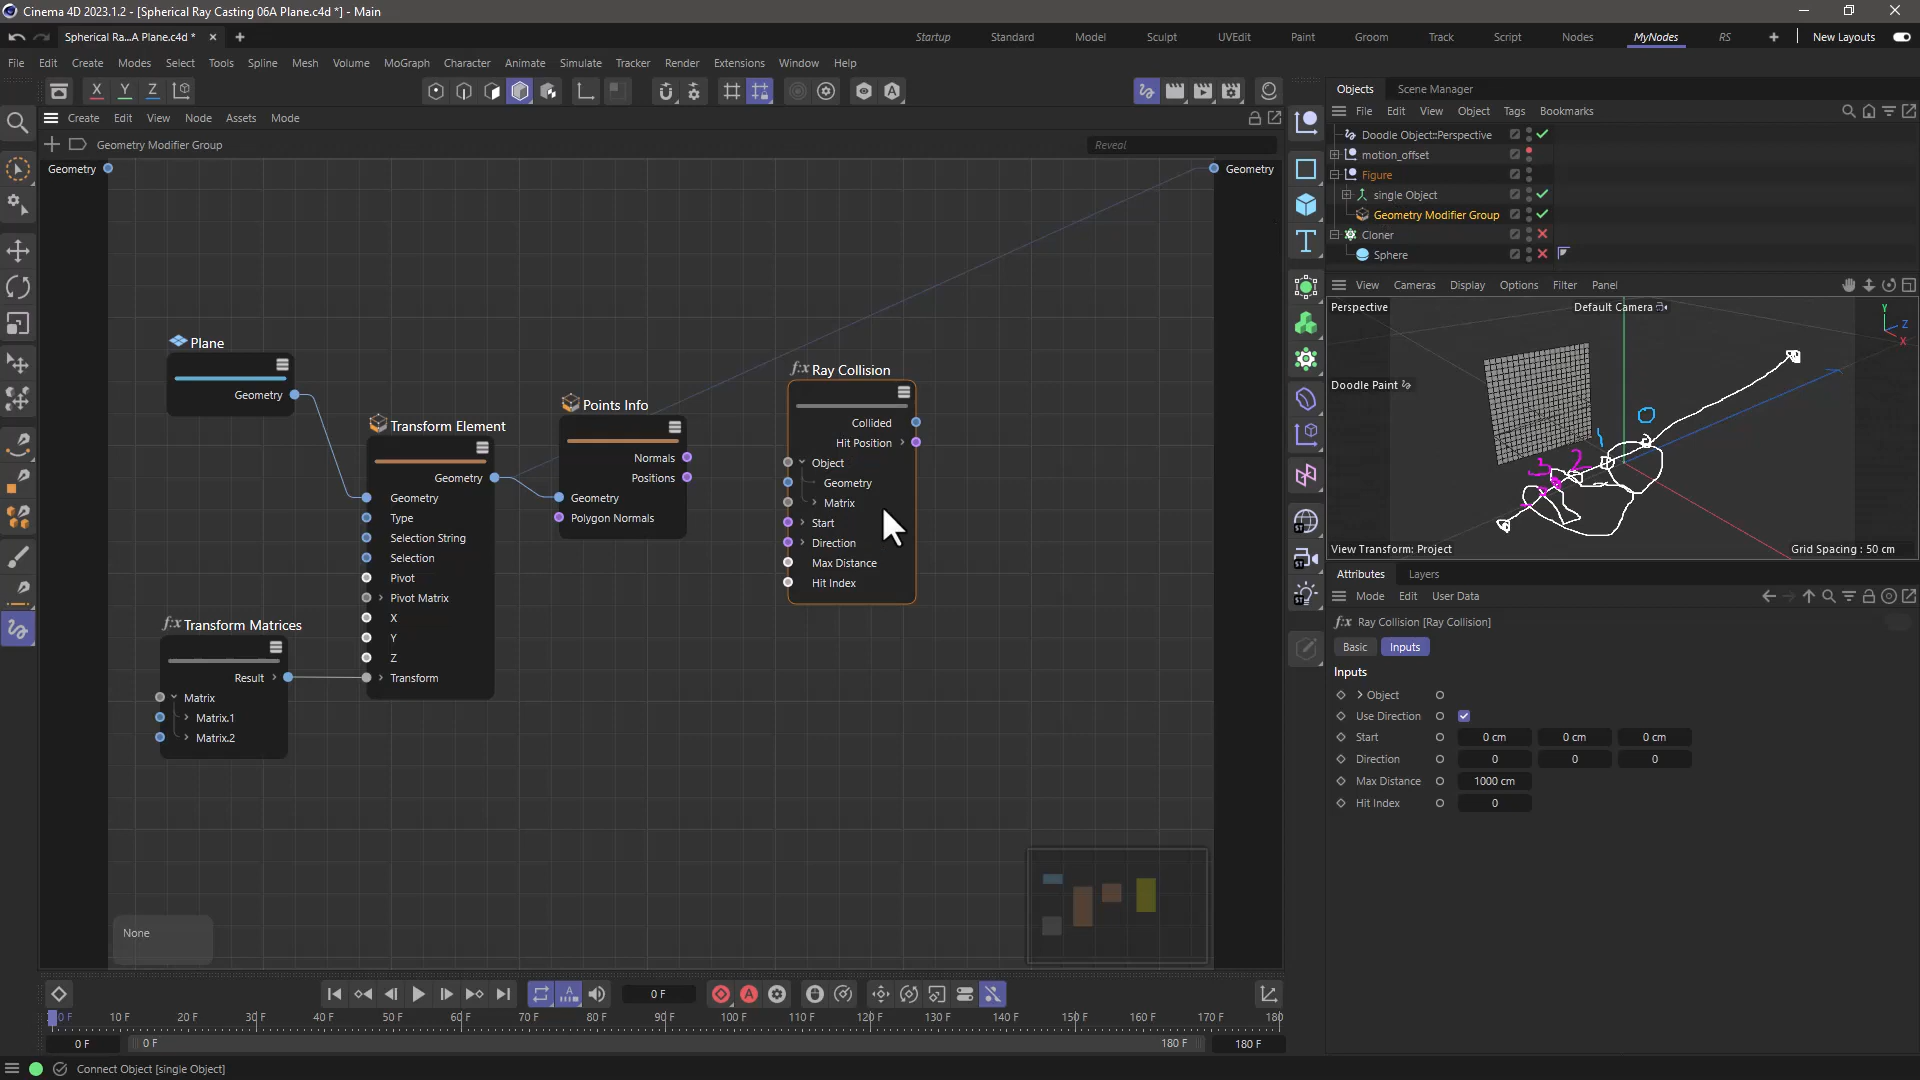 Cinema 4D 2023.1.2 - [Spherical Ray Casting 06A Plane.c4d *] - Main
Spherical Ra...A Plane.c4d *
Startup Standard Model Sculpt UVEdit Paint Groom Track Script Nodes MyNodes RS New Layouts
File Edit Create Modes Select Tools Spline Mesh Volume MoGraph Character Animate Simulate Tracker Render Extensions Window Help
X Y Z
Create Edit View Node Assets Mode
Geometry Modifier Group
Reveal
Geometry
Geometry
Plane
Geometry
Transform Element
Geometry
Geometry
Type
Selection String
Selection
Pivot
Pivot Matrix
X
Y
Z
Transform
f:x Transform Matrices
Result
Matrix
Matrix.1
Matrix.2
Points Info
Normals
Positions
Geometry
Polygon Normals
f:x Ray Collision
Collided
Hit Position
Object
Geometry
Matrix
Start
Direction
Max Distance
Hit Index
None
Objects Scene Manager
File Edit View Object Tags Bookmarks
Doodle Object::Perspective
motion_offset
Figure
single Object
Geometry Modifier Group
Cloner
Sphere
View Cameras Display Options Filter Panel
Perspective
Default Camera
Y
Z
X
Doodle Paint
2
View Transform: Project
Grid Spacing : 50 cm
Attributes Layers
Mode Edit User Data
f:x Ray Collision [Ray Collision]
Basic Inputs
Inputs
Object
Use Direction
Start 0 cm 0 cm 0 cm
Direction 0 0 0
Max Distance 1000 cm
Hit Index 0
0 F
0 F 10 F 20 F 30 F 40 F 50 F 60 F 70 F 80 F 90 F 100 F 110 F 120 F 130 F 140 F 150 F 160 F 170 F 180
0 F 0 F 180 F 180 F
Connect Object [single Object]